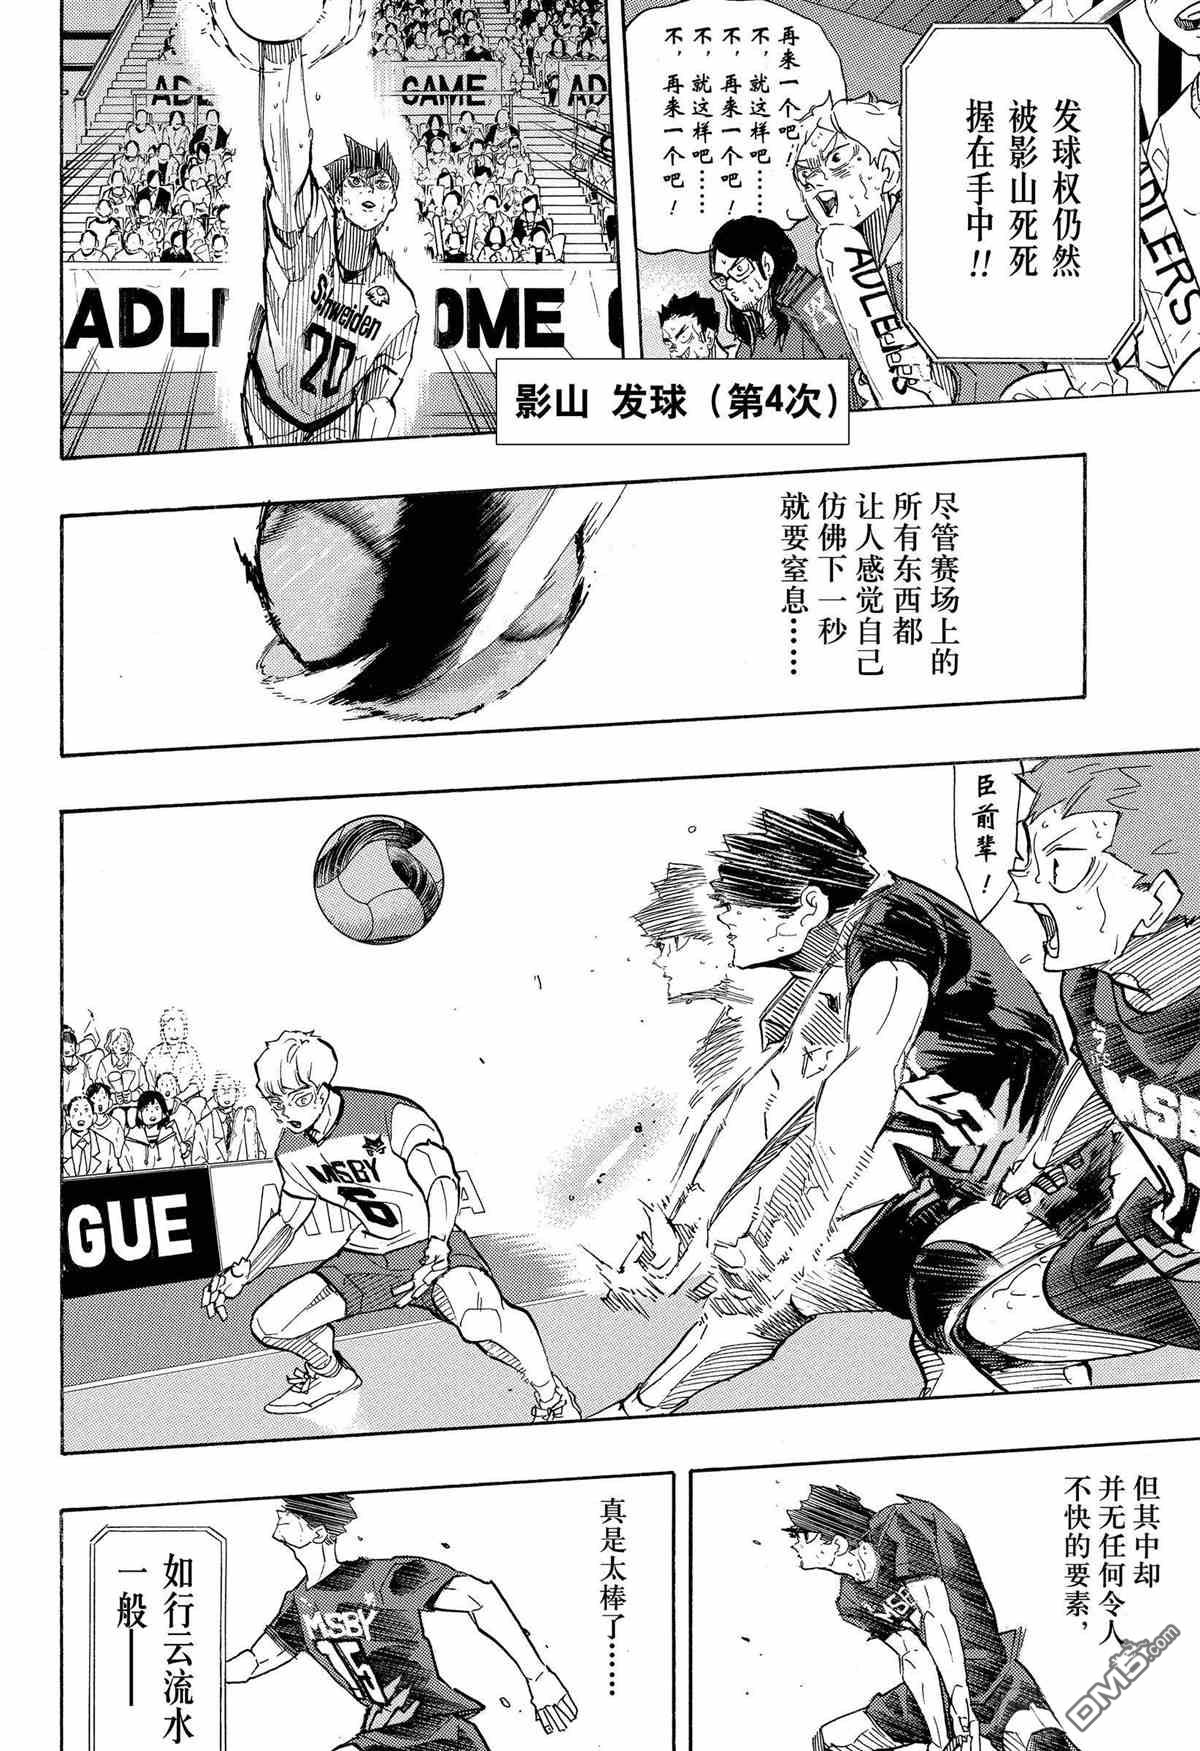 发球权仍然
被影山死死
握在手中!!
再来一个吧！
不，就这样吧……
不，再来一个吧！
不，就这样吧……
不，再来一个吧！
ADLERS
ADLERS
GAME
AD
Shweiden
20
影山 发球（第4次）
尽管赛场上的
所有东西都
让人感觉自己
仿佛下一秒
就要窒息……
臣前辈！
MSBY
6
GUE
但其中却
并无任何令人
不快的要素，
真是太棒了……
MSBY
15
如行云流水
一般——
DM5.com